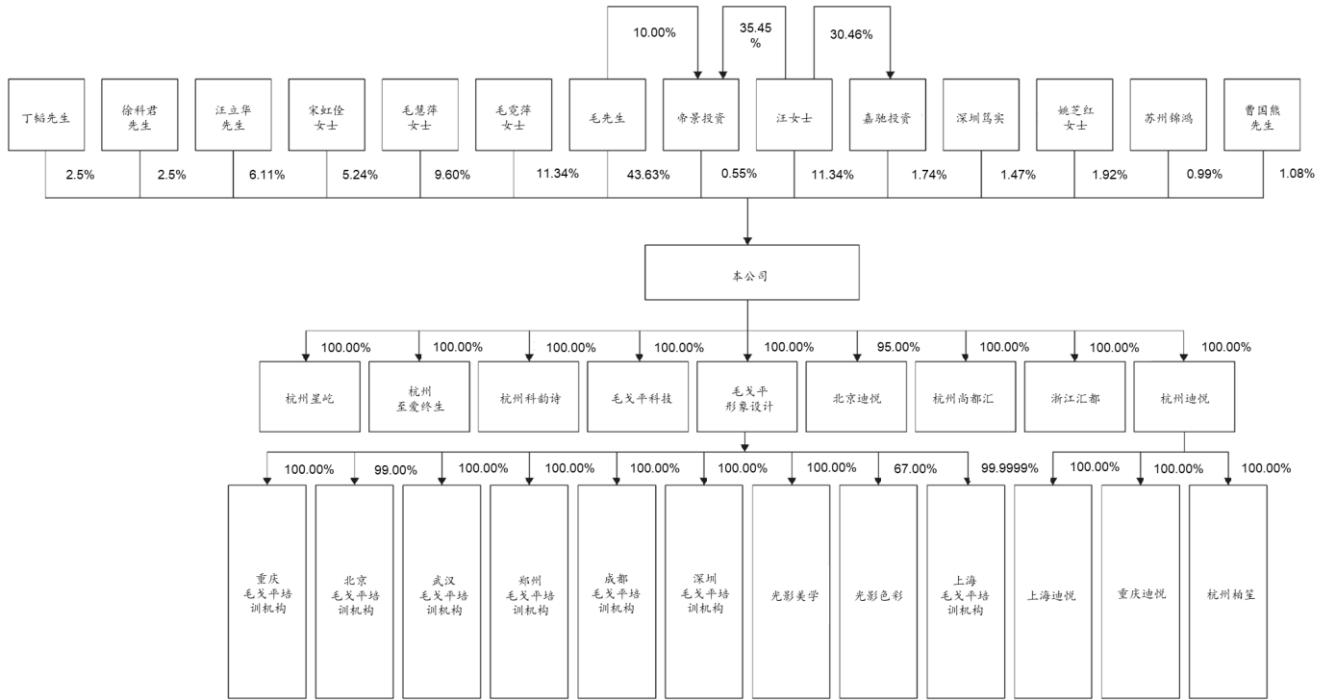 10.00%
35.45
%
30.46%
丁韬先生
徐科君
先生
汪立华
先生
宋虹佺
女士
毛慧萍
女士
毛霓萍
女士
毛先生
帝景投资
汪女士
嘉驰投资
深圳笃实
姚芝红
女士
苏州锦鸿
曹国熊
先生
2.5%
2.5%
6.11%
5.24%
9.60%
11.34%
43.63%
0.55%
11.34%
1.74%
1.47%
1.92%
0.99%
1.08%
本公司
100.00%
100.00%
100.00%
100.00%
100.00%
95.00%
100.00%
100.00%
100.00%
杭州星屹
杭州
至爱终生
杭州科韵诗
毛戈平科技
毛戈平
形象设计
北京迪悦
杭州尚都汇
浙江汇都
杭州迪悦
100.00%
99.00%
100.00%
100.00%
100.00%
100.00%
100.00%
67.00%
99.9999%
100.00%
100.00%
100.00%
重庆
毛戈平培
训机构
北京
毛戈平培
训机构
武汉
毛戈平培
训机构
郑州
毛戈平培
训机构
成都
毛戈平培
训机构
深圳
毛戈平培
训机构
光影美学
光影色彩
上海
毛戈平培
训机构
上海迪悦
重庆迪悦
杭州柏笙